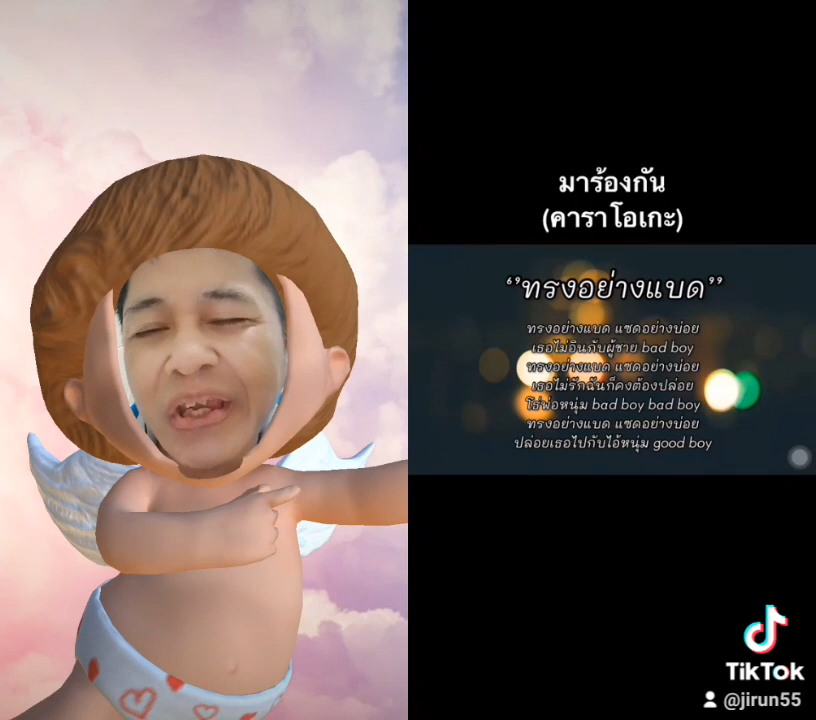 มาร้องกัน
(คาราโอเกะ)
“ทรงอย่างแบด”
ทรงอย่างแบด แซดอย่างบ่อย
เธอไม่อินกับผู้ชาย bad boy
ทรงอย่างแบด แซดอย่างบ่อย
เธอไม่รักฉันก็คงต้องปล่อย
โธ่พ่อหนุ่ม bad boy bad boy
ทรงอย่างแบด แซดอย่างบ่อย
ปล่อยเธอไปกับไอ้หนุ่ม good boy
TikTok
@jirun55